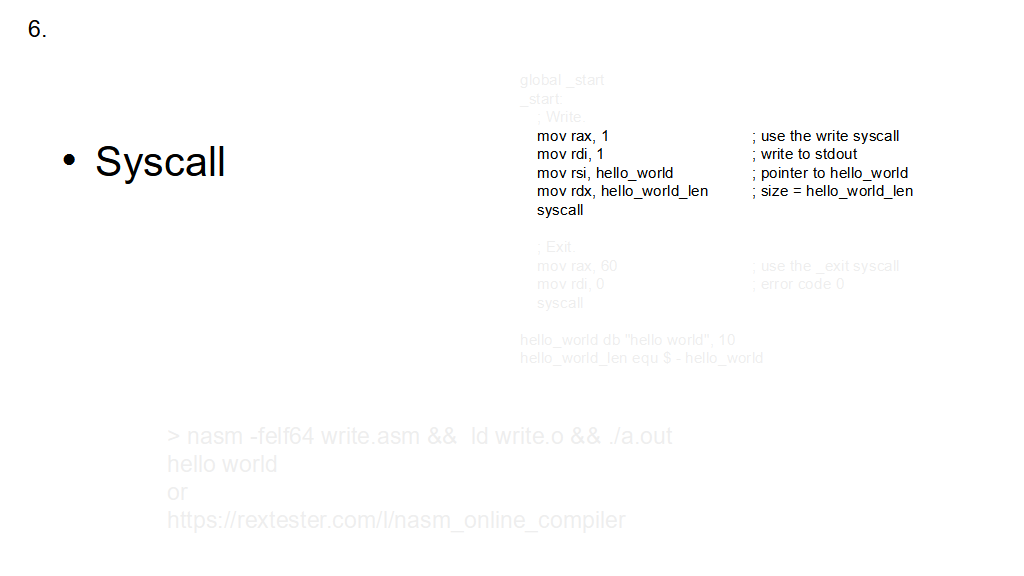 6.
• Syscall
global _start
_start:
; Write.
mov rax, 1 ; use the write syscall
mov rdi, 1 ; write to stdout
mov rsi, hello_world ; pointer to hello_world
mov rdx, hello_world_len ; size = hello_world_len
syscall
; Exit.
mov rax, 60 ; use the _exit syscall
mov rdi, 0 ; error code 0
syscall
hello_world db "hello world", 10
hello_world_len equ $ - hello_world
> nasm -felf64 write.asm && ld write.o && ./a.out
hello world
or
https://rextester.com/l/nasm_online_compiler